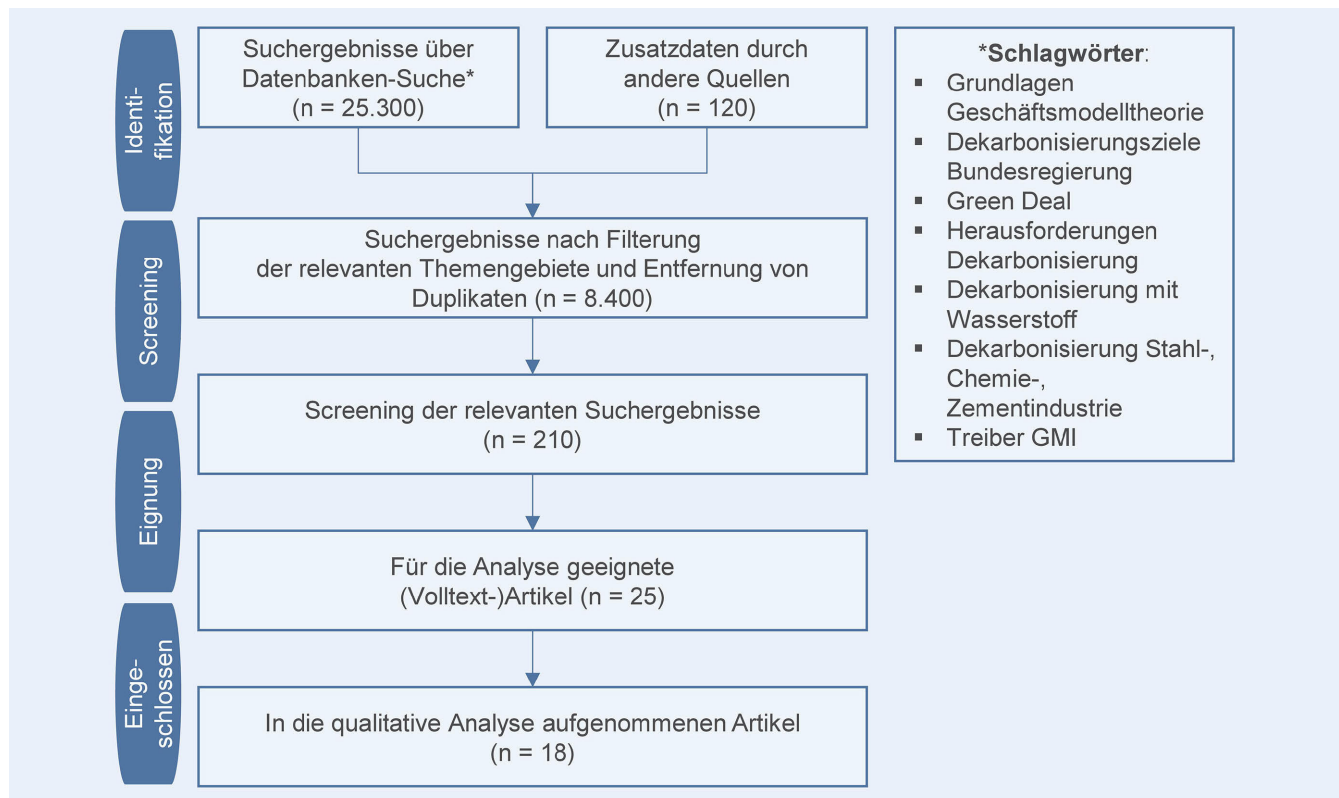 Identi-
fikation
Suchergebnisse über
Datenbanken-Suche*
(n = 25.300)
Zusatzdaten durch
andere Quellen
(n = 120)
Screening
Suchergebnisse nach Filterung
der relevanten Themengebiete und Entfernung von
Duplikaten (n = 8.400)
Screening der relevanten Suchergebnisse
(n = 210)
Eignung
Für die Analyse geeignete
(Volltext-)Artikel (n = 25)
Einge-
schlossen
In die qualitative Analyse aufgenommenen Artikel
(n = 18)
*Schlagwörter:
▪ Grundlagen
Geschäftsmodelltheorie
▪ Dekarbonisierungsziele
Bundesregierung
▪ Green Deal
▪ Herausforderungen
Dekarbonisierung
▪ Dekarbonisierung mit
Wasserstoff
▪ Dekarbonisierung Stahl-,
Chemie-,
Zementindustrie
▪ Treiber GMI